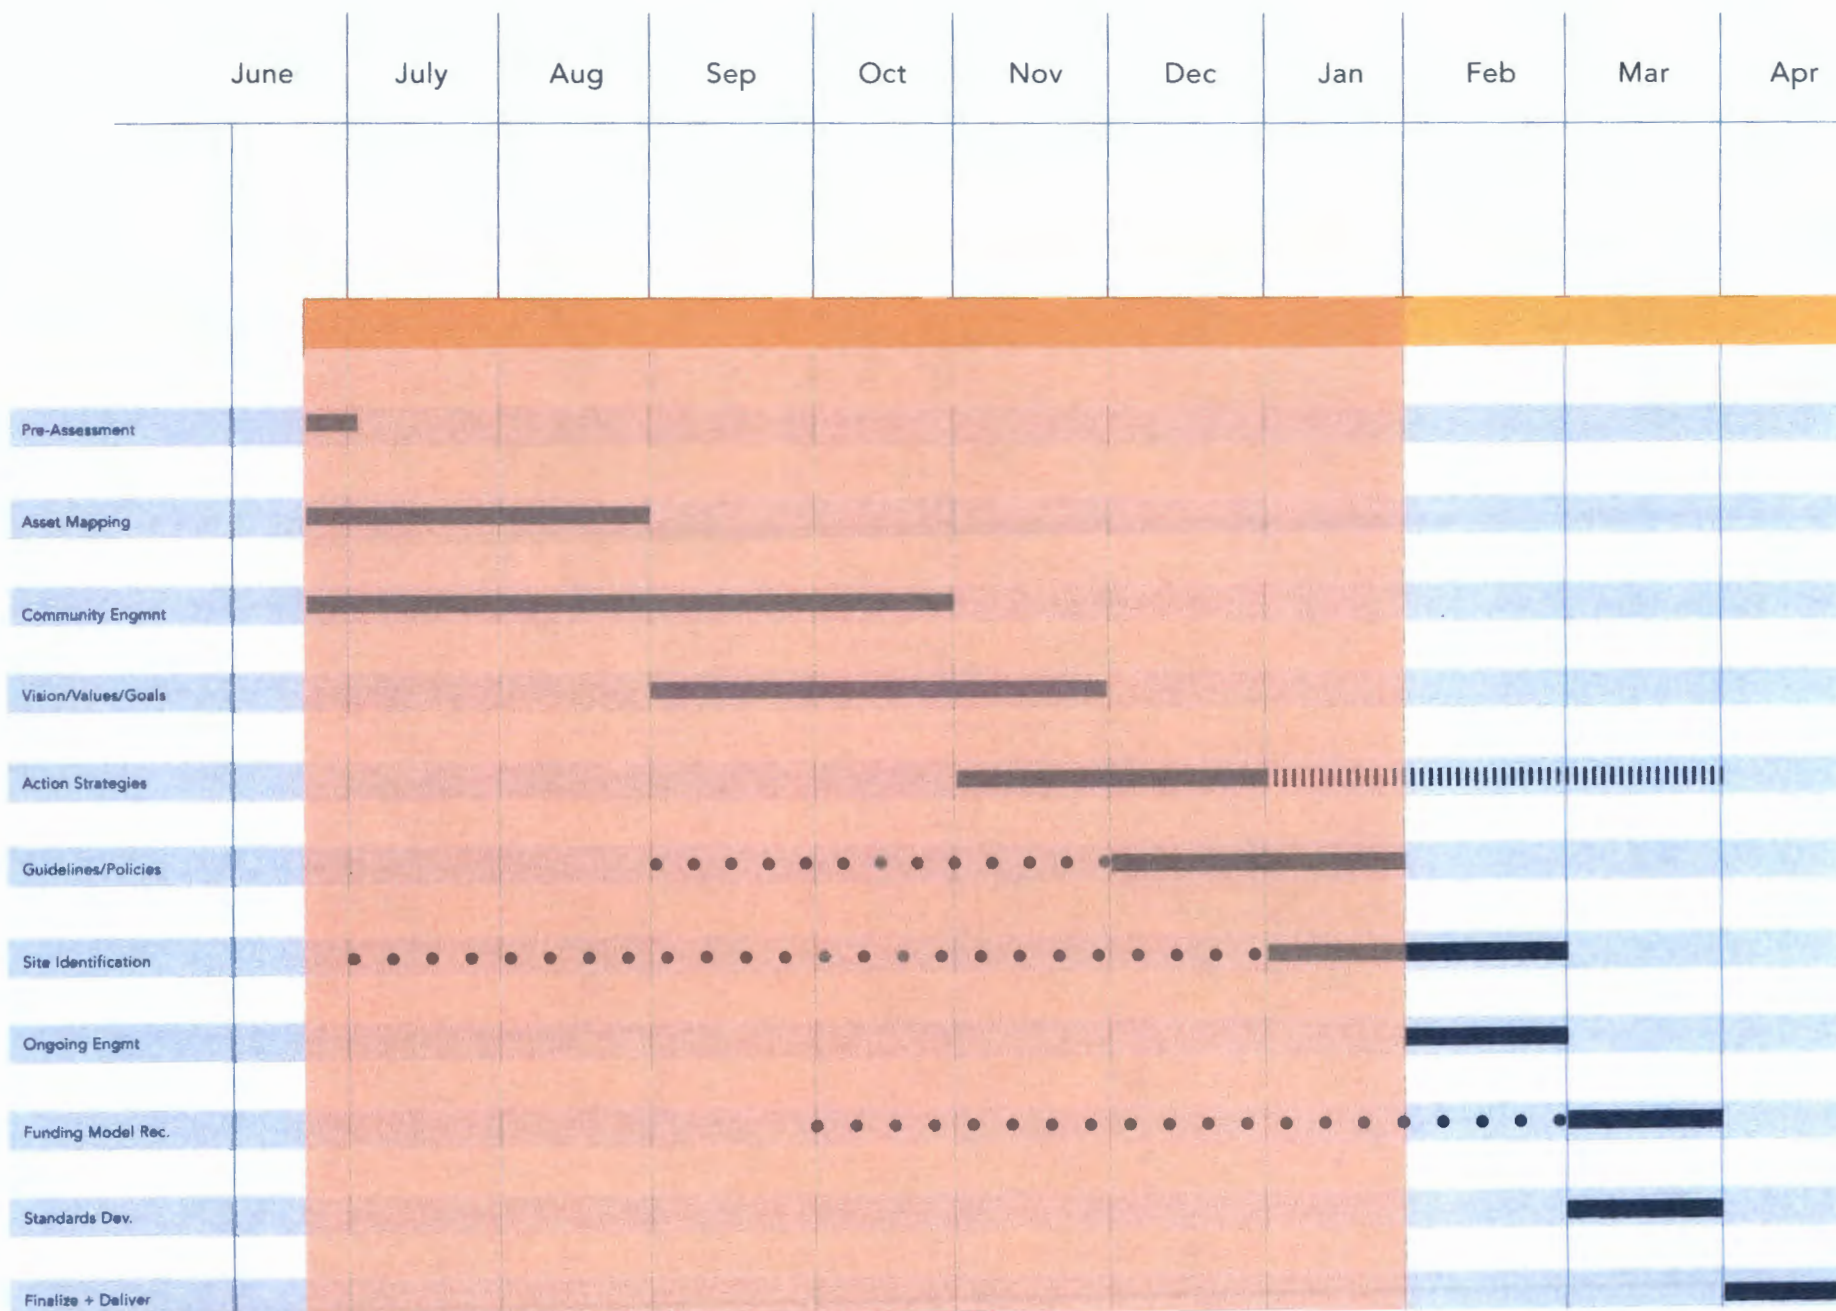 June July Aug Sep Oct Nov Dec Jan Feb Mar Apr
Pre-Assessment
Asset Mapping
Community Engmnt
Vision/Values/Goals
Action Strategies
Guidelines/Policies
Site Identification
Ongoing Engmt
Funding Model Rec.
Standards Dev.
Finalize + Deliver